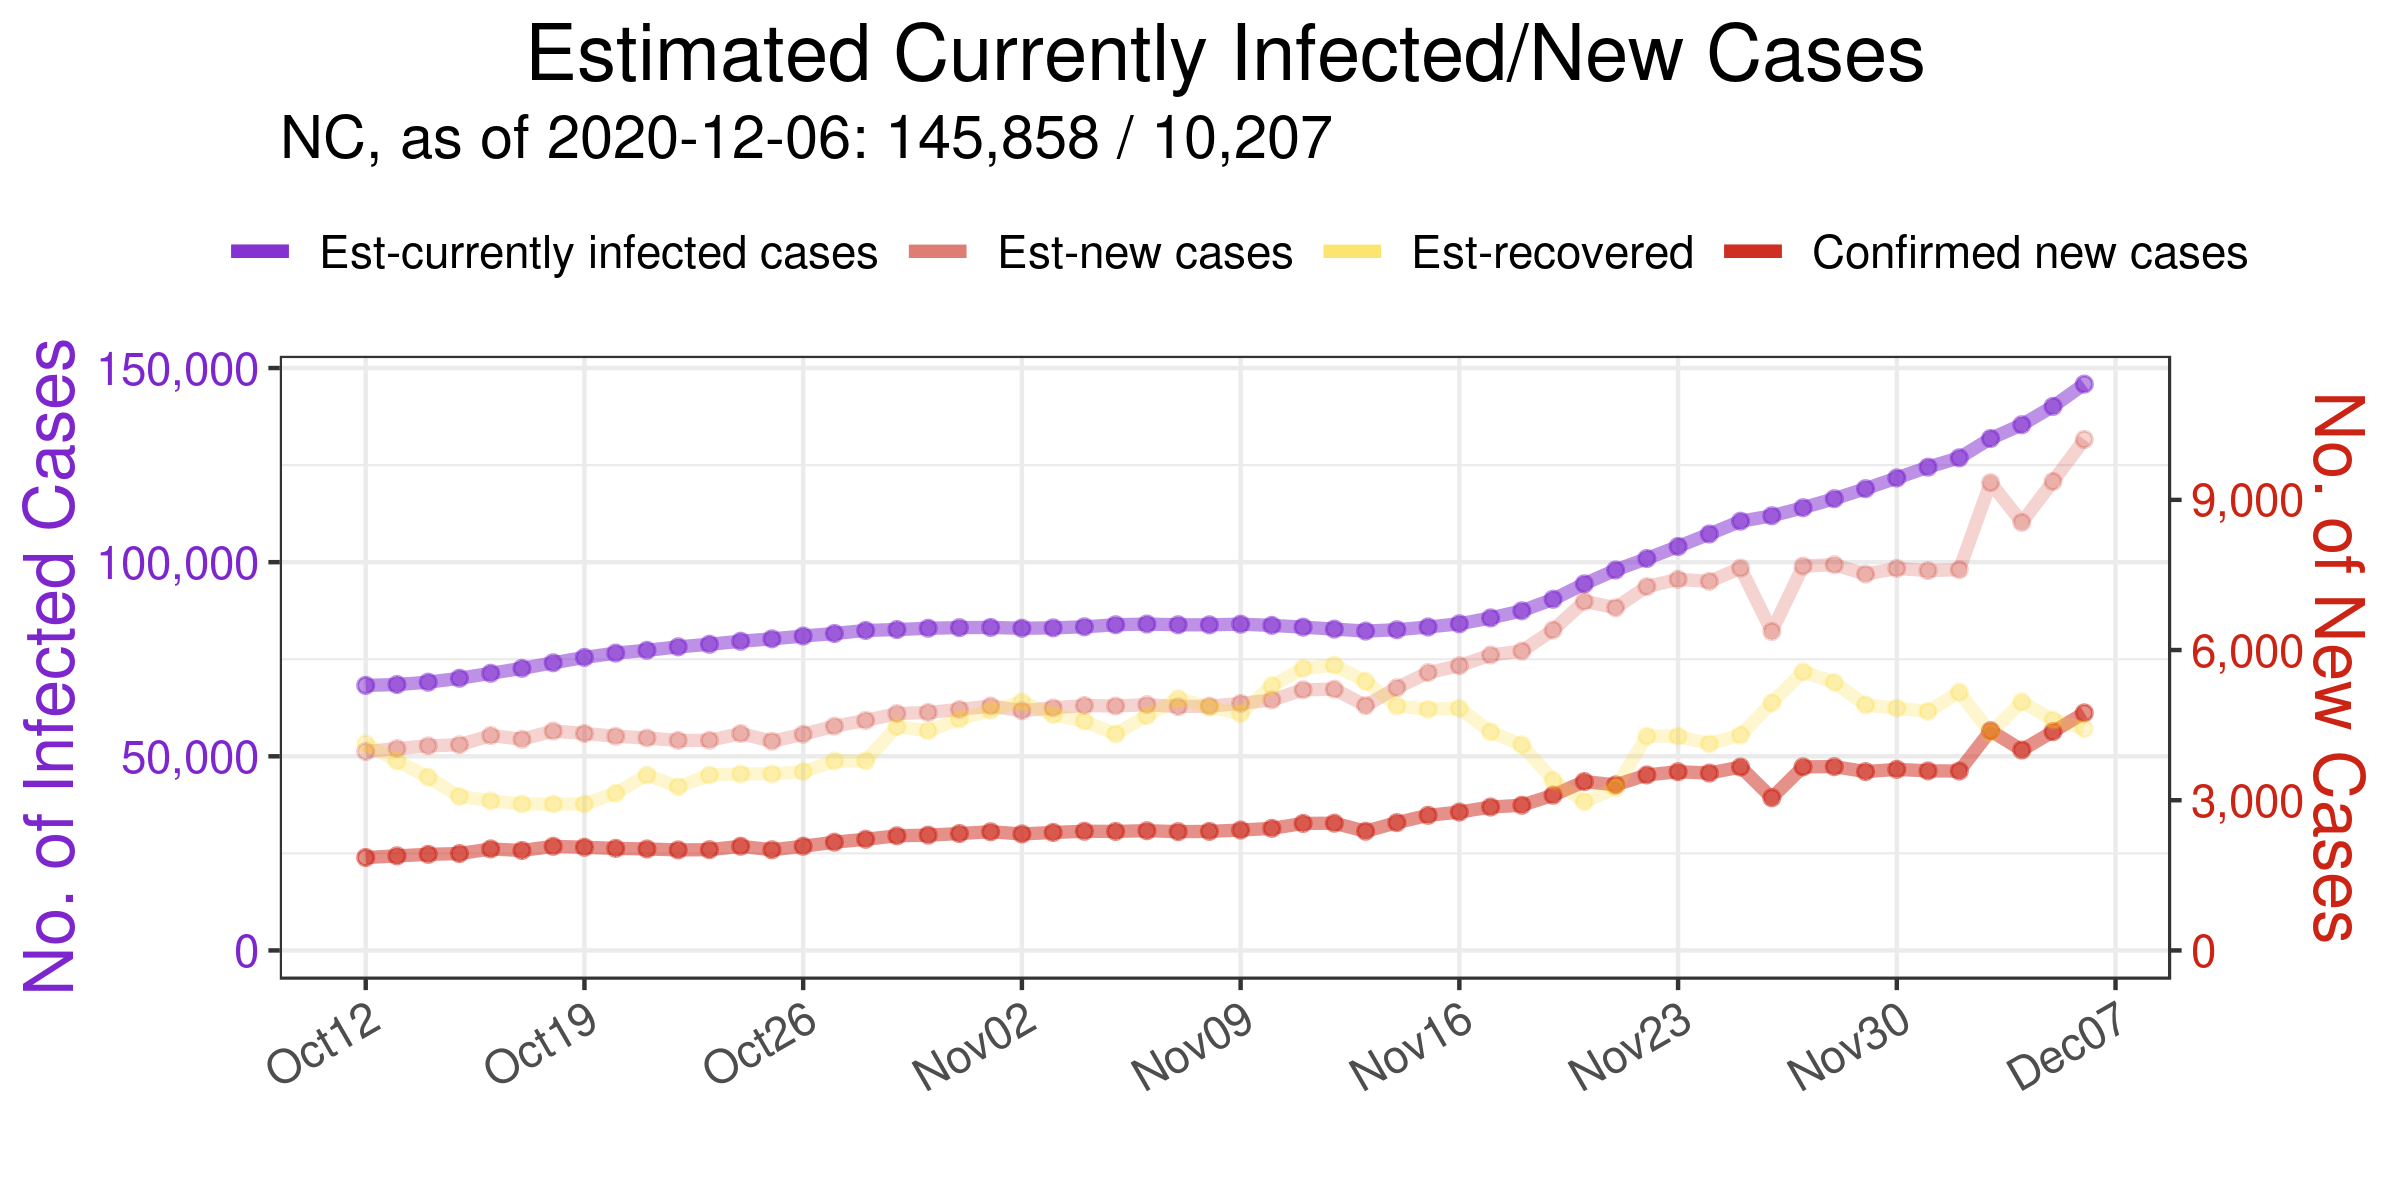 Estimated Currently Infected/New Cases
NC, as of 2020-12-06: 145,858 / 10,207
Est-currently infected cases Est-new cases Est-recovered Confirmed new cases
No. of Infected Cases
150,000
100,000
50,000
0
No. of New Cases
9,000
6,000
3,000
0
Oct12 Oct19 Oct26 Nov02 Nov09 Nov16 Nov23 Nov30 Dec07